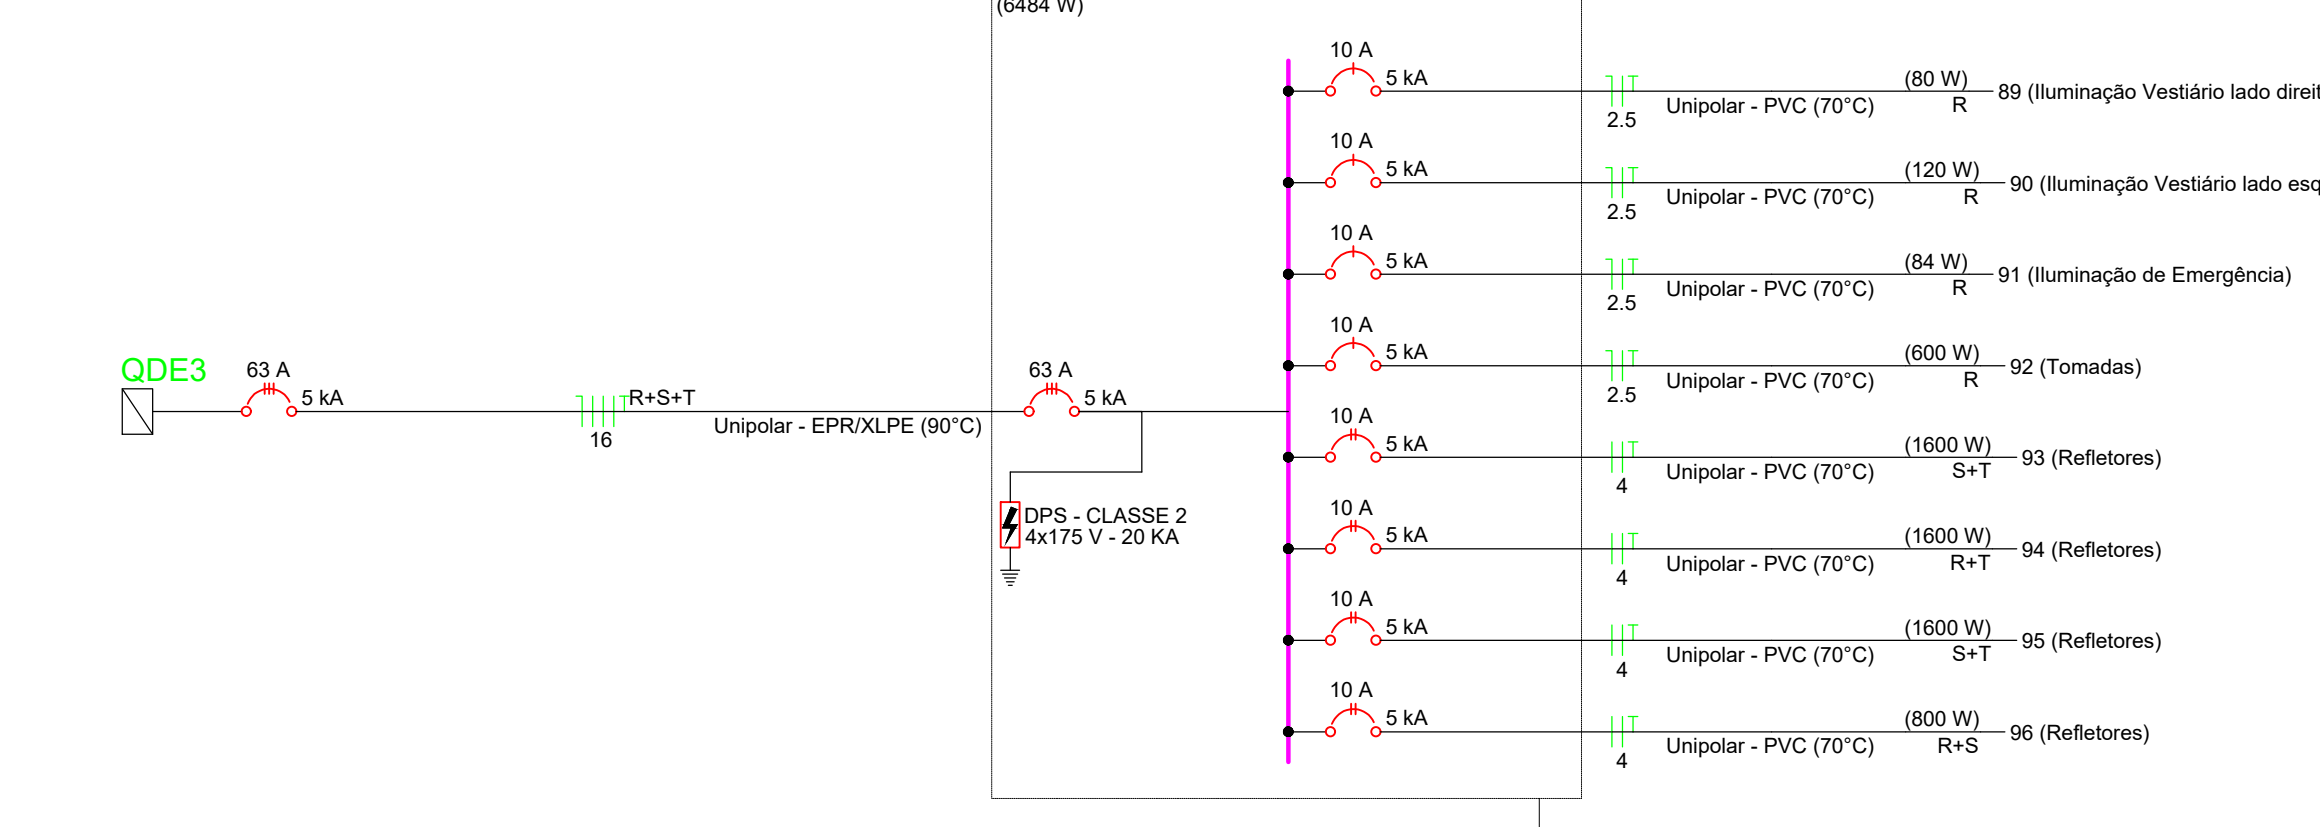 (6484 W)
10 A
5 kA
2.5
Unipolar - PVC (70°C)
(80 W)
R
89 (Iluminação Vestiário lado direit
10 A
5 kA
2.5
Unipolar - PVC (70°C)
(120 W)
R
90 (Iluminação Vestiário lado esq
10 A
5 kA
2.5
Unipolar - PVC (70°C)
(84 W)
R
91 (Iluminação de Emergência)
10 A
5 kA
2.5
Unipolar - PVC (70°C)
(600 W)
R
92 (Tomadas)
QDE3
63 A
5 kA
R+S+T
16
Unipolar - EPR/XLPE (90°C)
63 A
5 kA
DPS - CLASSE 2
4x175 V - 20 KA
10 A
5 kA
4
Unipolar - PVC (70°C)
(1600 W)
S+T
93 (Refletores)
10 A
5 kA
4
Unipolar - PVC (70°C)
(1600 W)
R+T
94 (Refletores)
10 A
5 kA
4
Unipolar - PVC (70°C)
(1600 W)
S+T
95 (Refletores)
10 A
5 kA
4
Unipolar - PVC (70°C)
(800 W)
R+S
96 (Refletores)